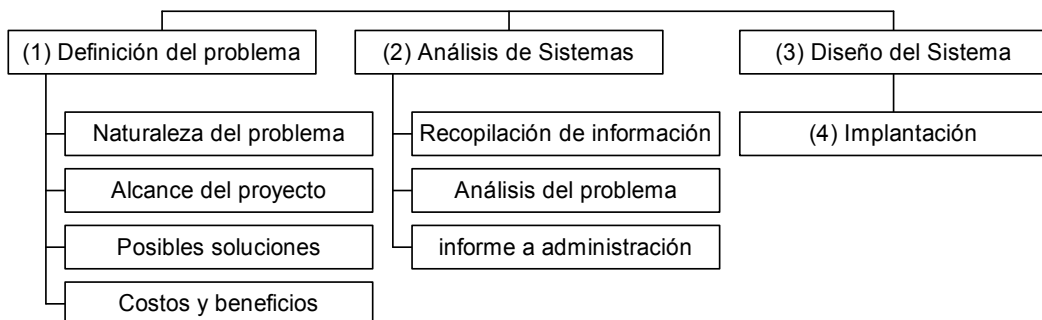 (1) Definición del problema
Naturaleza del problema
Alcance del proyecto
Posibles soluciones
Costos y beneficios
(2) Análisis de Sistemas
Recopilación de información
Análisis del problema
informe a administración
(3) Diseño del Sistema
(4) Implantación